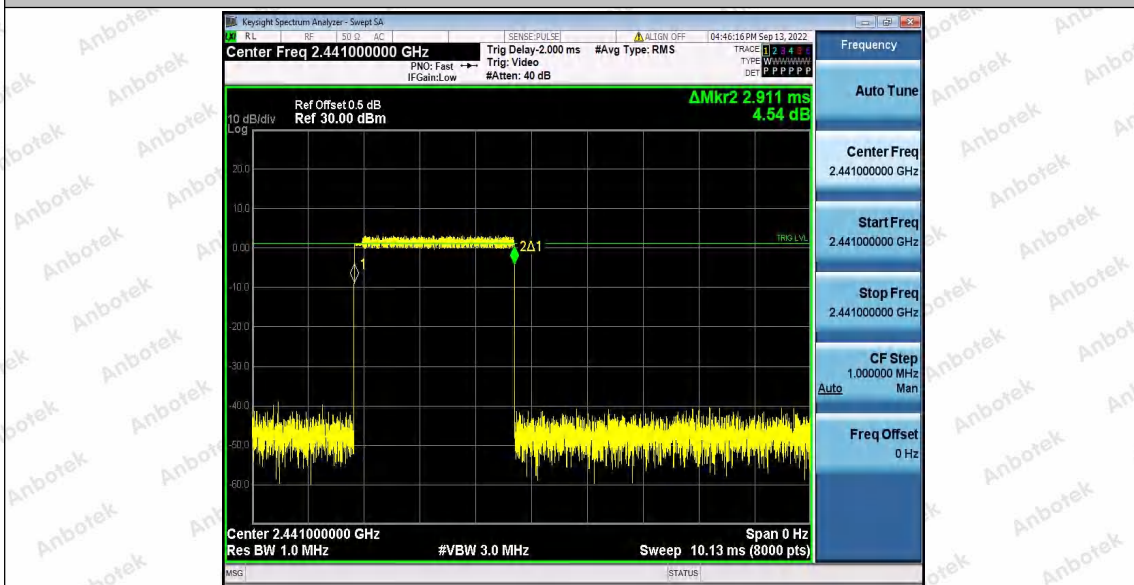 Keysight Spectrum Analyzer - Swept SA
RL RF 50 Ω AC SENSE:PULSE ALIGN OFF 04:46:16 PM Sep 13, 2022
Center Freq 2.441000000 GHz
PNO: Fast
IFGain:Low
Trig Delay-2.000 ms
Trig: Video
#Atten: 40 dB
#Avg Type: RMS
TRACE 1 2 3 4 5 6
TYPE WWWWWW
DET P P P P P P
ΔMkr2 2.911 ms
4.54 dB
Ref Offset 0.5 dB
10 dB/div Ref 30.00 dBm
Log
20.0
10.0
0.00
-10.0
-20.0
-30.0
-40.0
-50.0
-60.0
1
2Δ1
TRIG LVL
Center 2.441000000 GHz Span 0 Hz
Res BW 1.0 MHz #VBW 3.0 MHz Sweep 10.13 ms (8000 pts)
MSG STATUS
Frequency
Auto Tune
Center Freq
2.441000000 GHz
Start Freq
2.441000000 GHz
Stop Freq
2.441000000 GHz
CF Step
1.000000 MHz
Auto Man
Freq Offset
0 Hz
Anbotek